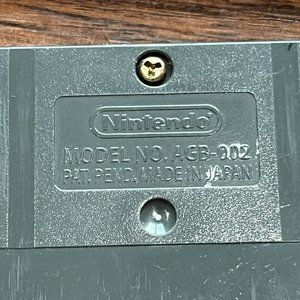 Nintendo
MODEL NO. AGB-002
PAT. PEND. MADE IN JAPAN